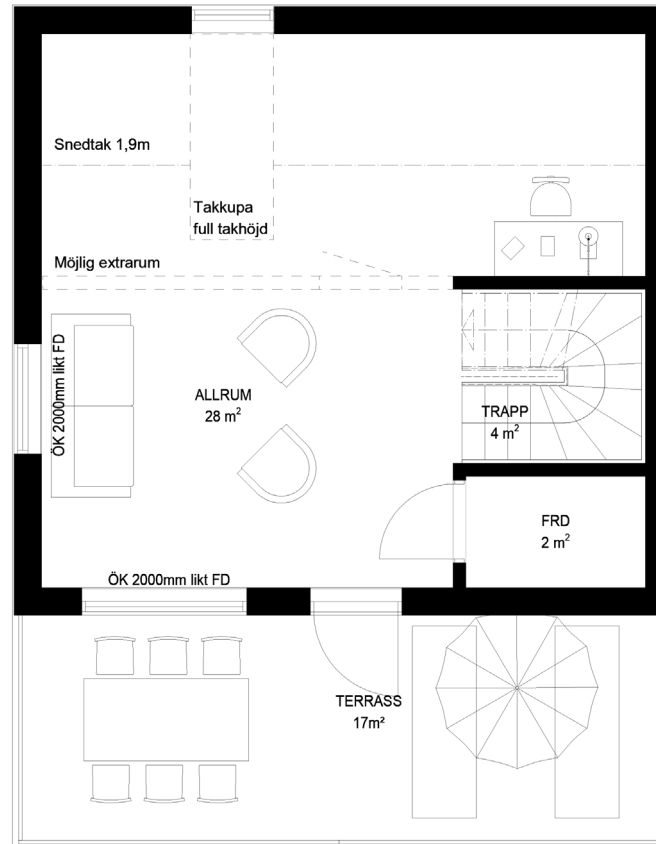 Snedtak 1,9m
Takkupa
full takhöjd
Möjlig extrarum
ÖK 2000mm likt FD
ALLRUM
28 m²
TRAPP
4 m²
FRD
2 m²
ÖK 2000mm likt FD
TERRASS
17m²